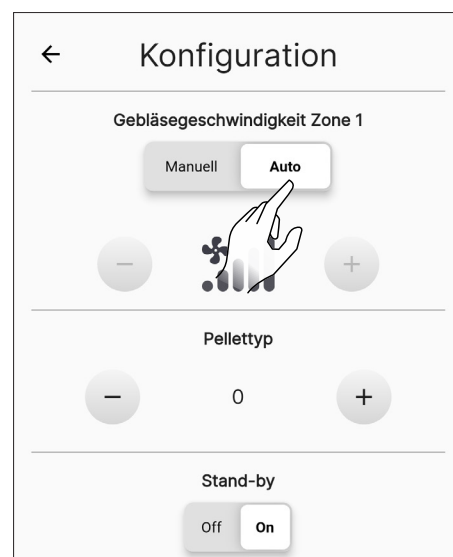 ← Konfiguration
Gebläsegeschwindigkeit Zone 1
Manuell Auto
− +
Pellettyp
− 0 +
Stand-by
Off On